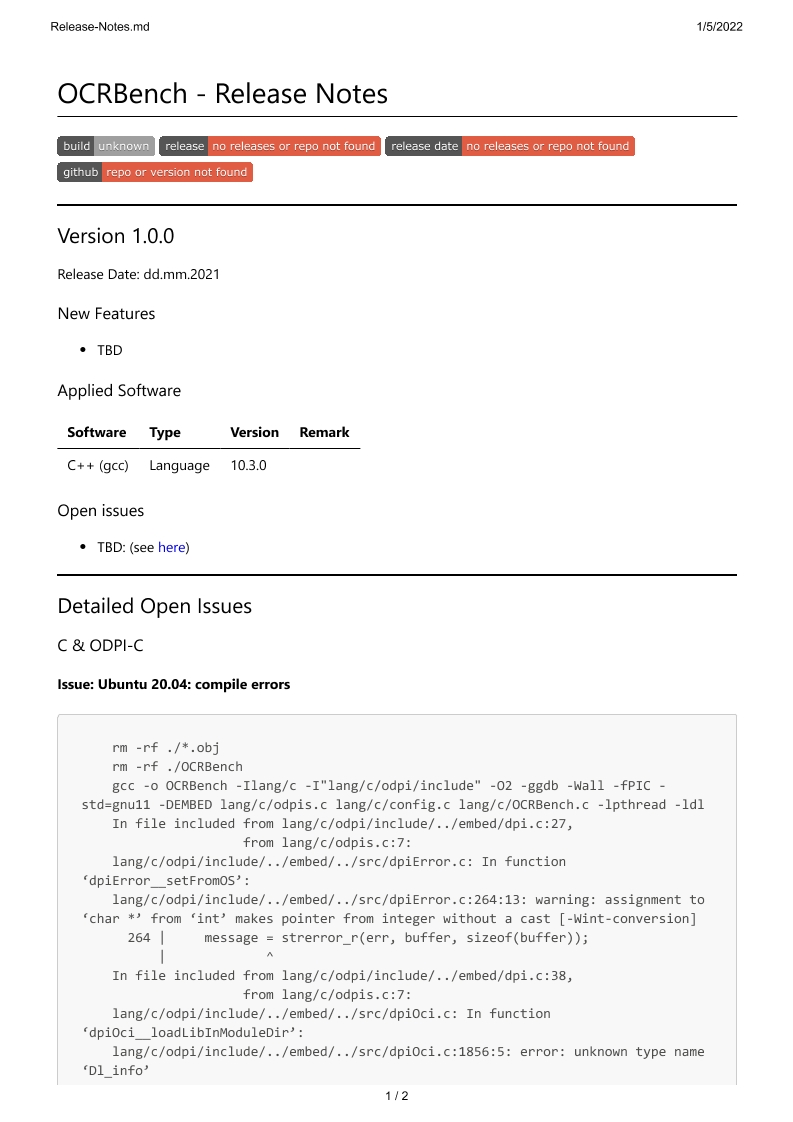 Release-Notes.md 1/5/2022
OCRBench - Release Notes
build unknown release no releases or repo not found release date no releases or repo not found
github repo or version not found
Version 1.0.0
Release Date: dd.mm.2021
New Features
• TBD
Applied Software
Software Type Version Remark
C++ (gcc) Language 10.3.0
Open issues
• TBD: (see here)
Detailed Open Issues
C & ODPI-C
Issue: Ubuntu 20.04: compile errors
rm -rf ./*.obj
rm -rf ./OCRBench
gcc -o OCRBench -Ilang/c -I"lang/c/odpi/include" -O2 -ggdb -Wall -fPIC -
std=gnu11 -DEMBED lang/c/odpis.c lang/c/config.c lang/c/OCRBench.c -lpthread -ldl
In file included from lang/c/odpi/include/../embed/dpi.c:27,
from lang/c/odpis.c:7:
lang/c/odpi/include/../embed/../src/dpiError.c: In function
‘dpiError__setFromOS’:
lang/c/odpi/include/../embed/../src/dpiError.c:264:13: warning: assignment to
‘char *’ from ‘int’ makes pointer from integer without a cast [-Wint-conversion]
264 | message = strerror_r(err, buffer, sizeof(buffer));
| ^
In file included from lang/c/odpi/include/../embed/dpi.c:38,
from lang/c/odpis.c:7:
lang/c/odpi/include/../embed/../src/dpiOci.c: In function
‘dpiOci__loadLibInModuleDir’:
lang/c/odpi/include/../embed/../src/dpiOci.c:1856:5: error: unknown type name
‘Dl_info’
1 / 2